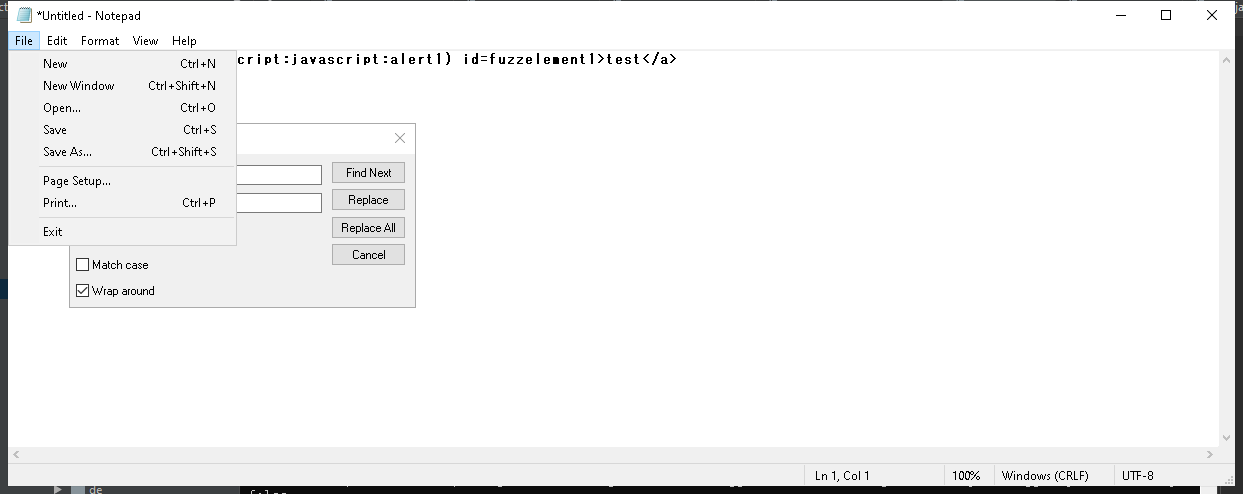 *Untitled - Notepad
File Edit Format View Help
cript:javascript:alert1) id=fuzzelement1>test</a>
New Ctrl+N
New Window Ctrl+Shift+N
Open... Ctrl+O
Save Ctrl+S
Save As... Ctrl+Shift+S
Page Setup...
Print... Ctrl+P
Exit
Find Next
Replace
Replace All
Cancel
Match case
Wrap around
Ln 1, Col 1 100% Windows (CRLF) UTF-8
de